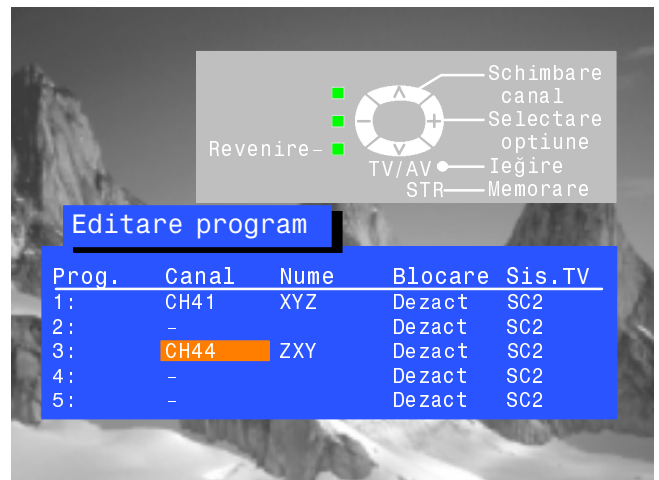 Schimbare
canal
Selectare
optiune
Revenire-
TV/AV Ieğire
STR Memorare
Editare program
Prog. Canal Nume Blocare Sis.TV
1: CH41 XYZ Dezact SC2
2: - Dezact SC2
3: CH44 ZXY Dezact SC2
4: - Dezact SC2
5: - Dezact SC2